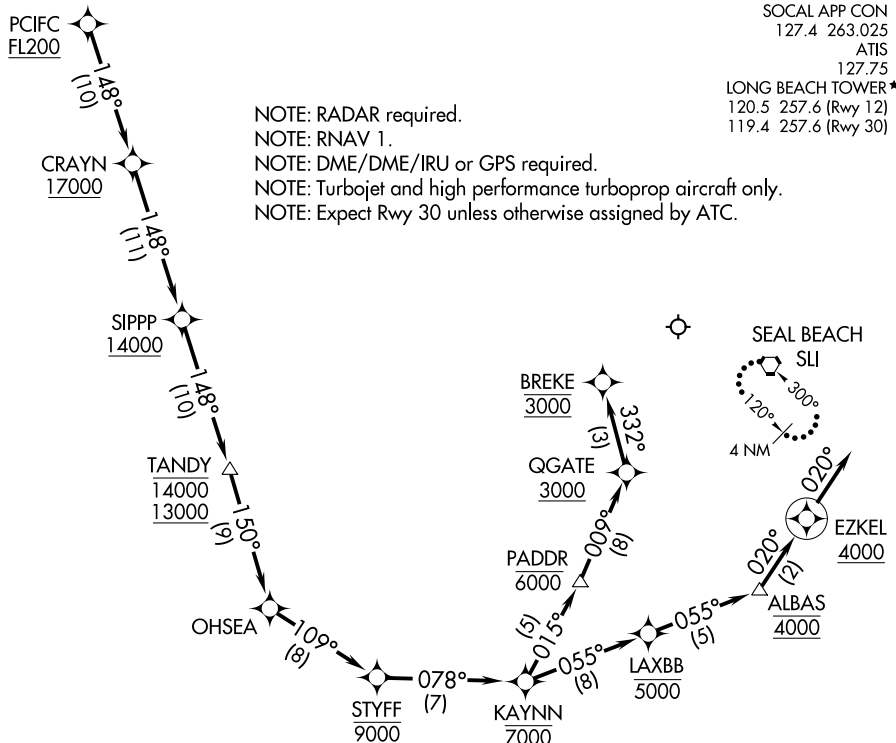 PCIFC
FL200
148°
(10)
CRAYN
17000
148°
(11)
SIPPP
14000
148°
(10)
TANDY
14000
13000
150°
(9)
OHSEA
109°
(8)
STYFF
9000
078°
(7)
KAYNN
7000
015°
(5)
PADDR
6000
009°
(8)
QGATE
3000
332°
(3)
BREKE
3000
055°
(8)
LAXBB
5000
055°
(5)
ALBAS
4000
020°
(2)
EZKEL
4000
020°
SEAL BEACH
SLI
300°
120°
4 NM
NOTE: RADAR required.
NOTE: RNAV 1.
NOTE: DME/DME/IRU or GPS required.
NOTE: Turbojet and high performance turboprop aircraft only.
NOTE: Expect Rwy 30 unless otherwise assigned by ATC.
SOCAL APP CON
127.4 263.025
ATIS
127.75
LONG BEACH TOWER★
120.5 257.6 (Rwy 12)
119.4 257.6 (Rwy 30)